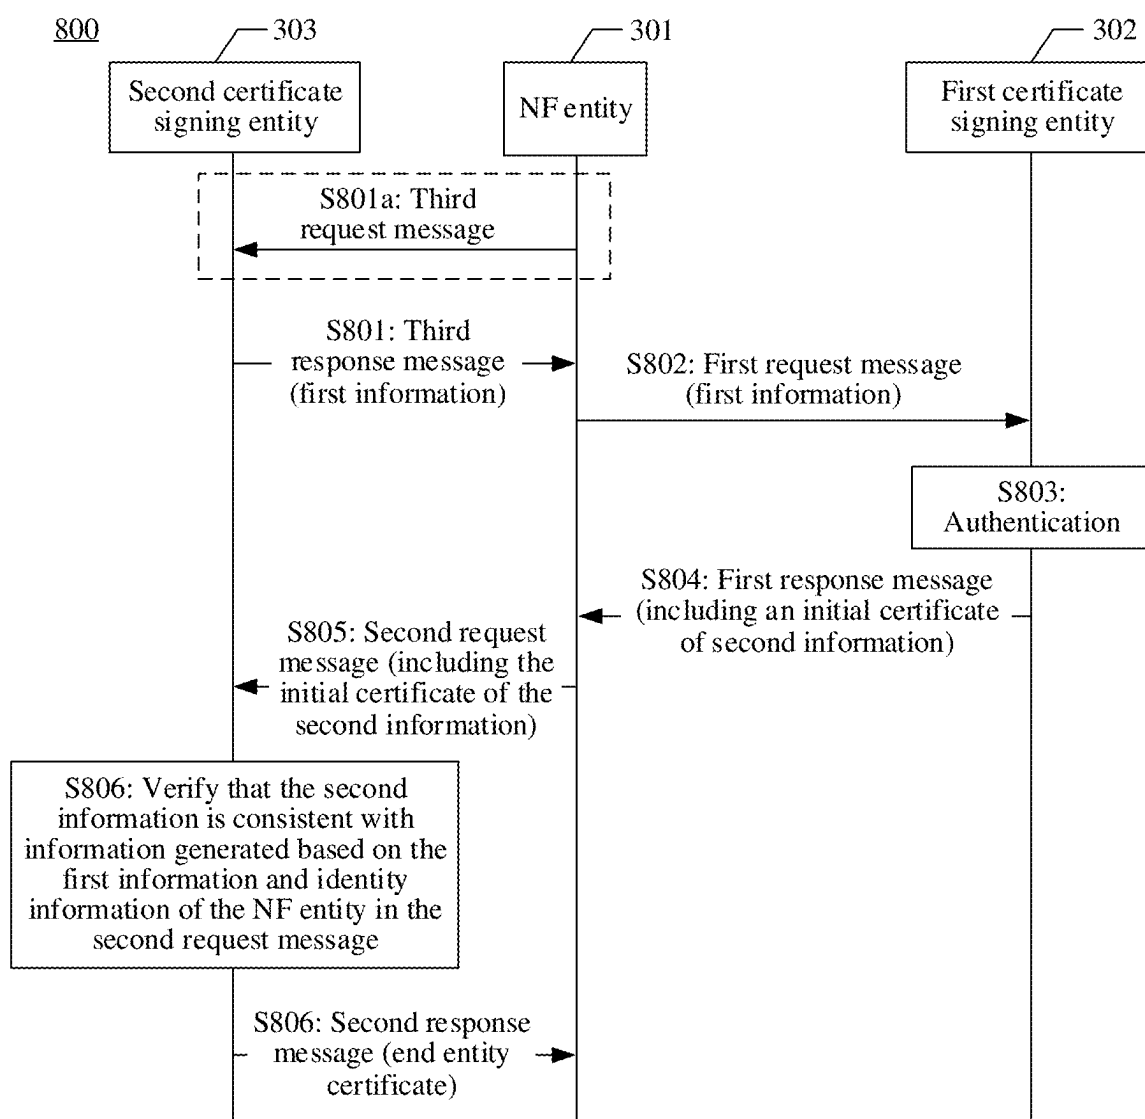 800
303
301
302
Second certificate
signing entity
NF entity
First certificate
signing entity
S801a: Third
request message
S801: Third
response message
(first information)
S802: First request message
(first information)
S803:
Authentication
S804: First response message
(including an initial certificate
of second information)
S805: Second request
message (including the
initial certificate of the
second information)
S806: Verify that the second
information is consistent with
information generated based on the
first information and identity
information of the NF entity in the
second request message
S806: Second response
message (end entity
certificate)